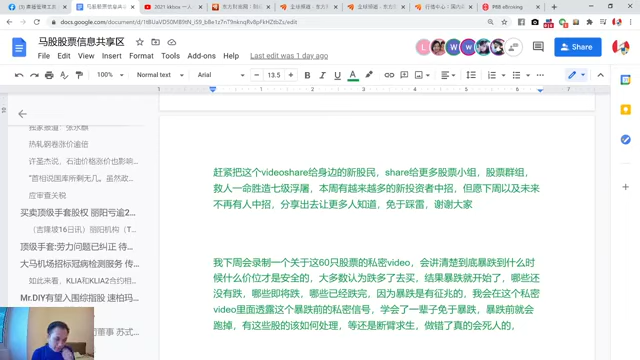 2021 kktea
PBB eBroking
docs.google.com/document/d/
马股股票信息共享区
File Edit View Insert Format Tools Add-ons Help
Last edit was 1 day ago
Share
100%
Normal text
Arial
13.5
热轧钢卷涨价逾倍
许圣杰说，石油价格涨价也影响...
"首相说国库所剩无几。虽然政...
应审查关税
买卖顶级手套股权 丽阳亏逾2...
（吉隆坡16日讯）丽阳机构（T...
顶级手套:劳力问题已纠正 待...
大马机场招标冠病检测服务 传...
如此来看，KLIA和KLIA2合约相...
Mr.DIY有望入围综指股 速柏马...
赶紧把这个videoshare给身边的新股民，share给更多股票小组，股票群组，
救人一命胜造七级浮屠，本周有越来越多的新投资者中招，但愿下周以及未来
不再有人中招，分享出去让更多人知道，免于踩雷，谢谢大家
我下周会录制一个关于这60只股票的私密video，会讲清楚到底暴跌到什么时
候什么价位才是安全的，大多数认为跌多了去买，结果暴跌就开始了，哪些还
没有跌，哪些即将跌，哪些已经跌完，因为暴跌是有征兆的，我会在这个私密
video里面透露这个暴跌前的私密信号，学会了一辈子免于暴跌，暴跌前就会
跑掉，有这些股的该如何处理，等还是断臂求生，做错了真的会死人的，